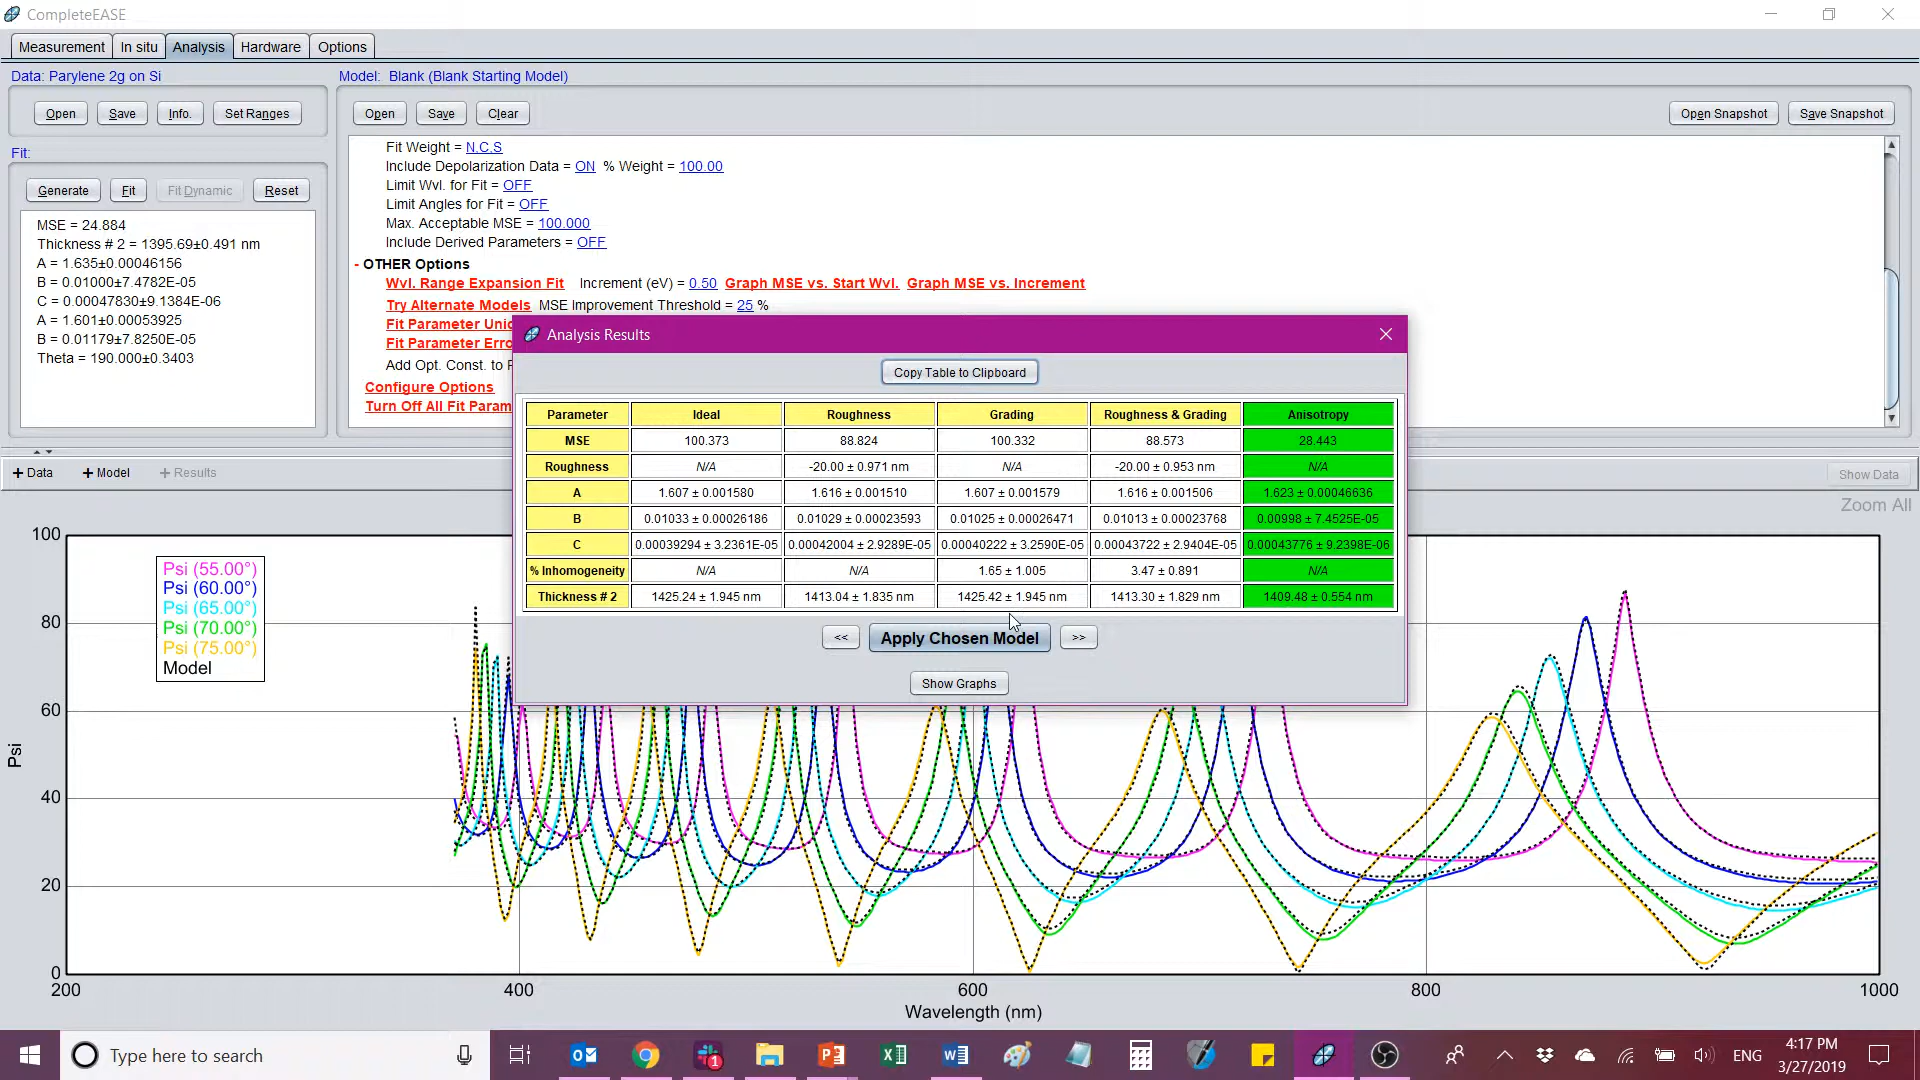 CompleteEASE
Measurement In situ Analysis Hardware Options
Data: Parylene 2g on Si
Open Save Info. Set Ranges
Fit:
Generate Fit Fit Dynamic Reset
MSE = 24.884
Thickness # 2 = 1395.69±0.491 nm
A = 1.635±0.00046156
B = 0.01000±7.4782E-05
C = 0.00047830±9.1384E-06
A = 1.601±0.00053925
B = 0.01179±7.8250E-05
Theta = 190.000±0.3403
Model: Blank (Blank Starting Model)
Open Save Clear
Open Snapshot Save Snapshot
Fit Weight = N,C,S
Include Depolarization Data = ON % Weight = 100.00
Limit Wvl. for Fit = OFF
Limit Angles for Fit = OFF
Max. Acceptable MSE = 100.000
Include Derived Parameters = OFF
- OTHER Options
Wvl. Range Expansion Fit Increment (eV) = 0.50 Graph MSE vs. Start Wvl. Graph MSE vs. Increment
Try Alternate Models MSE Improvement Threshold = 25 %
Fit Parameter Uni
Fit Parameter Erro
Add Opt. Const. to
Configure Options
Turn Off All Fit Param
Analysis Results
Copy Table to Clipboard
Parameter Ideal Roughness Grading Roughness & Grading Anisotropy
MSE 100.373 88.824 100.332 88.573 28.443
Roughness N/A -20.00 ± 0.971 nm N/A -20.00 ± 0.953 nm N/A
A 1.607 ± 0.001580 1.616 ± 0.001510 1.607 ± 0.001579 1.616 ± 0.001506 1.623 ± 0.00046636
B 0.01033 ± 0.00026186 0.01029 ± 0.00023593 0.01025 ± 0.00026471 0.01013 ± 0.00023768 0.00998 ± 7.4525E-05
C 0.00039294 ± 3.2361E-05 0.00042004 ± 2.9289E-05 0.00040222 ± 3.2590E-05 0.00043722 ± 2.9404E-05 0.00043776 ± 9.2398E-06
% Inhomogeneity N/A N/A 1.65 ± 1.005 3.47 ± 0.891 N/A
Thickness # 2 1425.24 ± 1.945 nm 1413.04 ± 1.835 nm 1425.42 ± 1.945 nm 1413.30 ± 1.829 nm 1409.48 ± 0.554 nm
<< Apply Chosen Model >>
Show Graphs
+ Data + Model + Results
Show Data
Zoom All
100
80
60
40
20
0
Psi
Psi (55.00°)
Psi (60.00°)
Psi (65.00°)
Psi (70.00°)
Psi (75.00°)
Model
200 400 600 800 1000
Wavelength (nm)
Type here to search
1
ENG
4:17 PM
3/27/2019